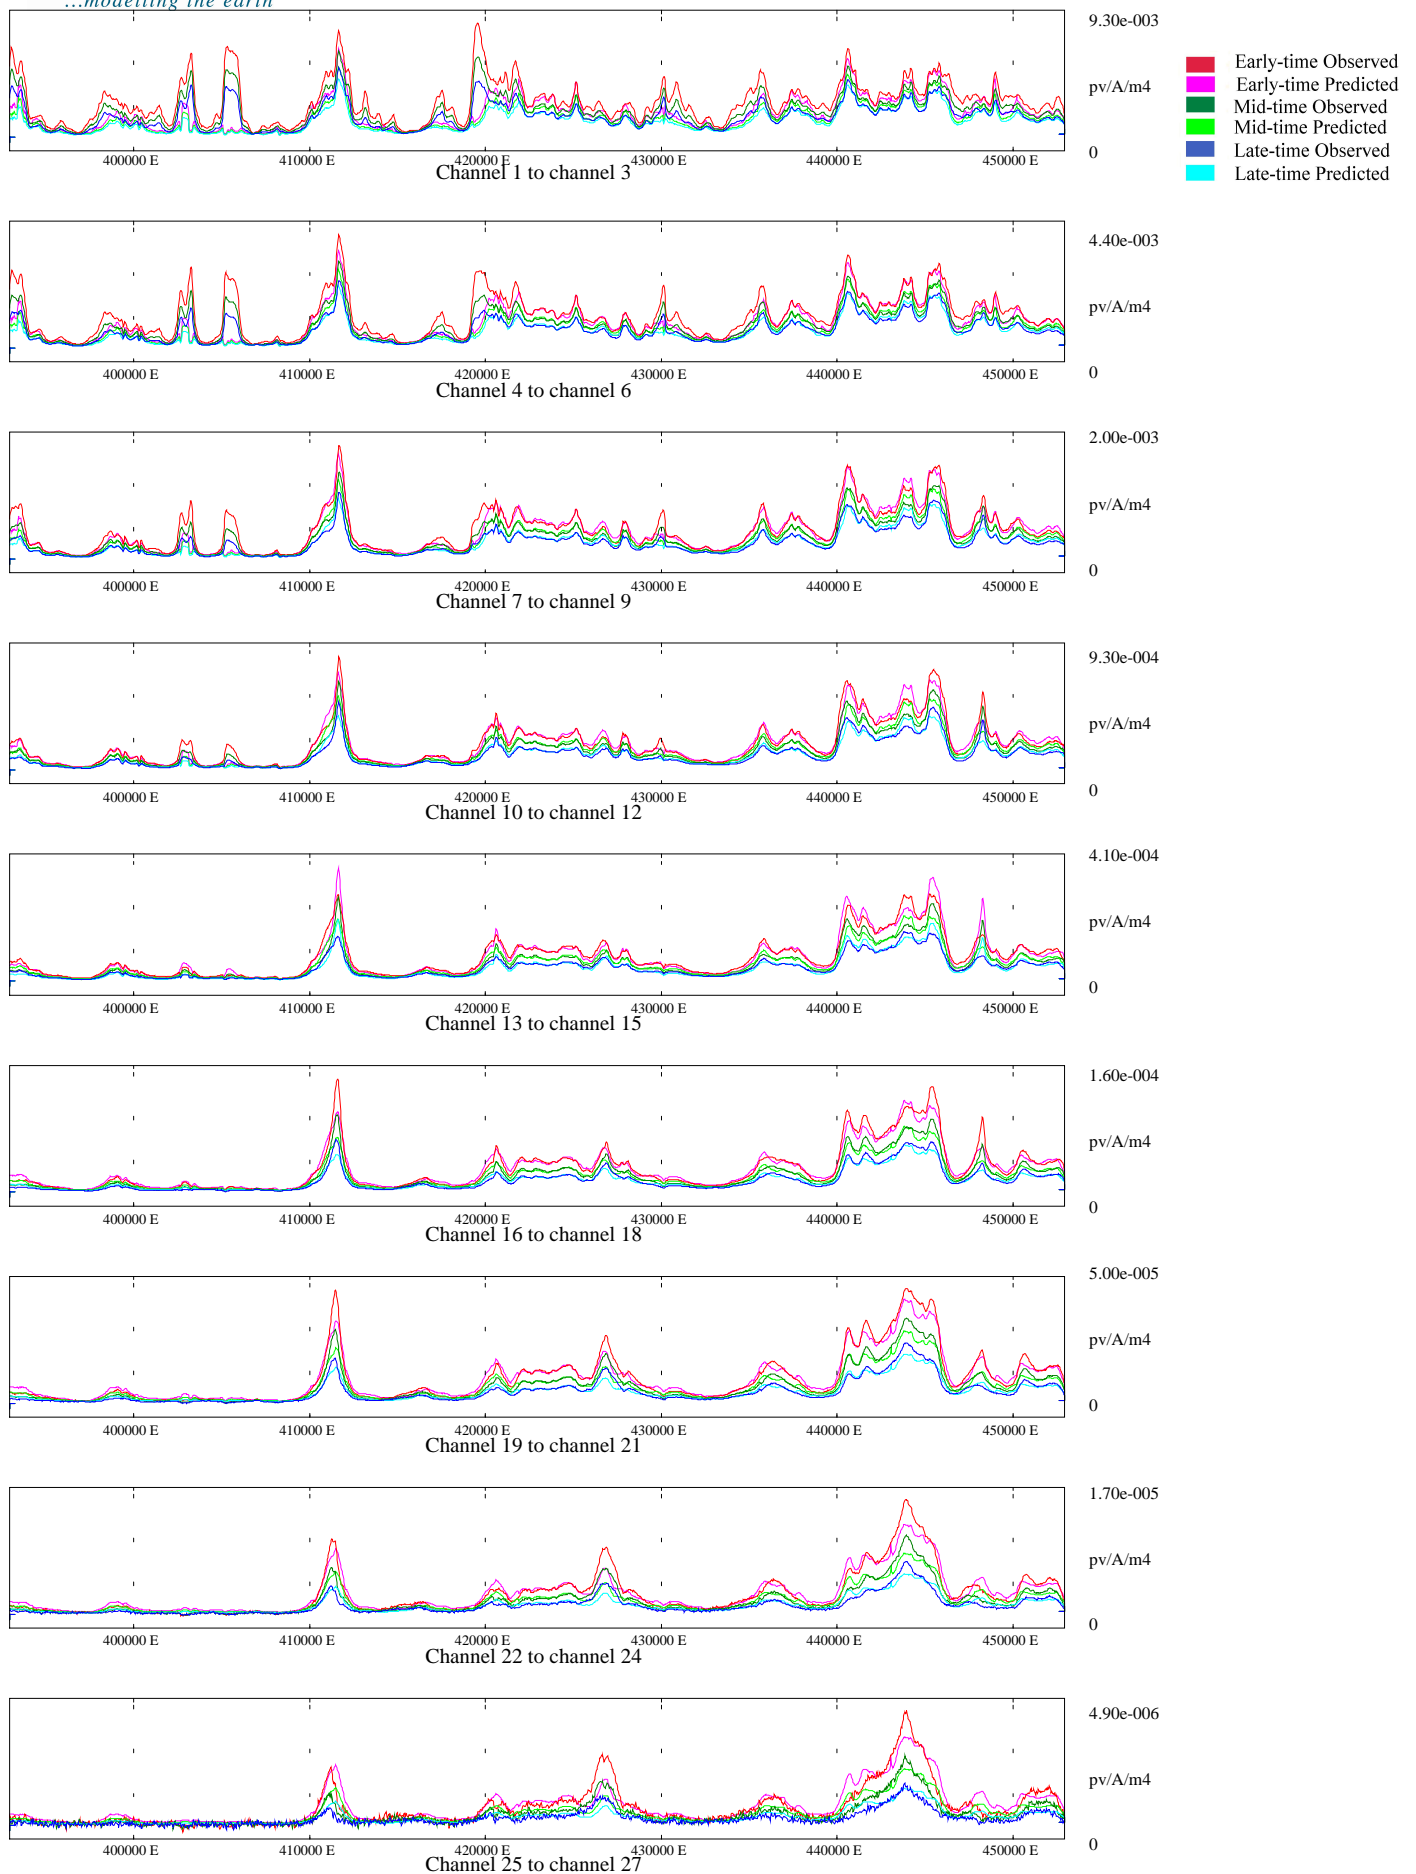 ...modelling the earth
9.30e-003
pv/A/m4
0
Early-time Observed
Early-time Predicted
Mid-time Observed
Mid-time Predicted
Late-time Observed
Late-time Predicted
400000 E 410000 E 420000 E 430000 E 440000 E 450000 E
Channel 1 to channel 3
4.40e-003
pv/A/m4
0
400000 E 410000 E 420000 E 430000 E 440000 E 450000 E
Channel 4 to channel 6
2.00e-003
pv/A/m4
0
400000 E 410000 E 420000 E 430000 E 440000 E 450000 E
Channel 7 to channel 9
9.30e-004
pv/A/m4
0
400000 E 410000 E 420000 E 430000 E 440000 E 450000 E
Channel 10 to channel 12
4.10e-004
pv/A/m4
0
400000 E 410000 E 420000 E 430000 E 440000 E 450000 E
Channel 13 to channel 15
1.60e-004
pv/A/m4
0
400000 E 410000 E 420000 E 430000 E 440000 E 450000 E
Channel 16 to channel 18
5.00e-005
pv/A/m4
0
400000 E 410000 E 420000 E 430000 E 440000 E 450000 E
Channel 19 to channel 21
1.70e-005
pv/A/m4
0
400000 E 410000 E 420000 E 430000 E 440000 E 450000 E
Channel 22 to channel 24
4.90e-006
pv/A/m4
0
400000 E 410000 E 420000 E 430000 E 440000 E 450000 E
Channel 25 to channel 27